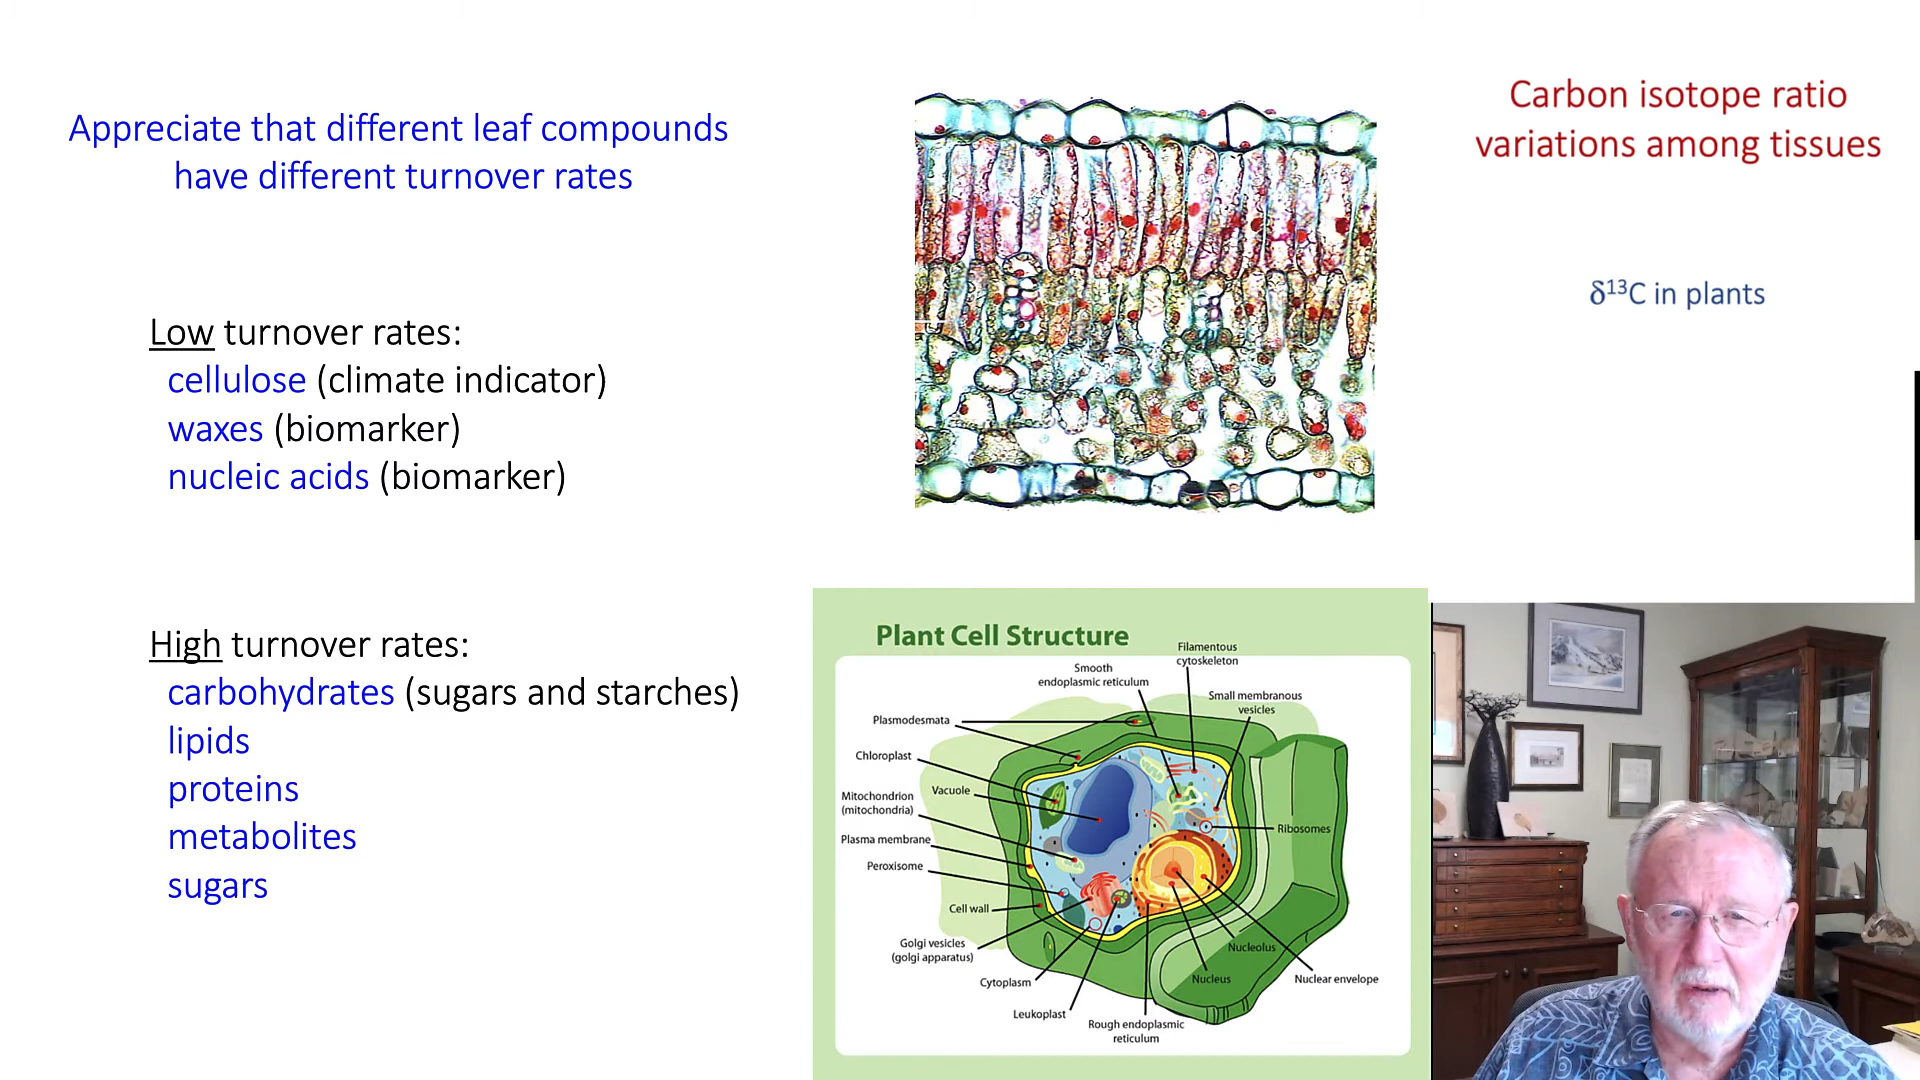 Appreciate that different leaf compounds
have different turnover rates
Low turnover rates:
cellulose (climate indicator)
waxes (biomarker)
nucleic acids (biomarker)
High turnover rates:
carbohydrates (sugars and starches)
lipids
proteins
metabolites
sugars
Carbon isotope ratio
variations among tissues
δ¹³C in plants
Plant Cell Structure
Filamentous
cytoskeleton
Smooth
endoplasmic reticulum
Small membranous
vesicles
Plasmodesmata
Chloroplast
Vacuole
Mitochondrion
(mitochondria)
Plasma membrane
Peroxisome
Cell wall
Golgi vesicles
(golgi apparatus)
Cytoplasm
Leukoplast
Rough endoplasmic
reticulum
Ribosomes
Nucleolus
Nucleus
Nuclear envelope